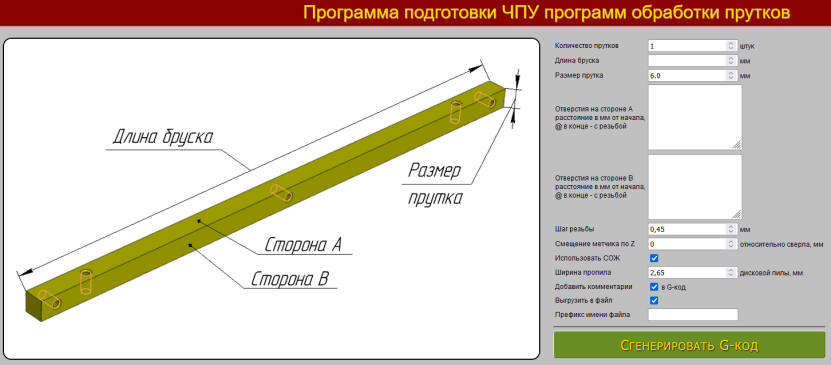 Программа подготовки ЧПУ программ обработки прутков
Длина бруска
Размер
прутка
Сторона А
Сторона В
Количество прутков 1 штук
Длина бруска мм
Размер прутка 6.0 мм
Отверстия на стороне А
расстояние в мм от начала,
@ в конце - с резьбой
Отверстия на стороне В
расстояние в мм от начала,
@ в конце - с резьбой
Шаг резьбы 0,45 мм
Смещение метчика по Z 0 относительно сверла, мм
Использовать СОЖ
Ширина пропила 2,65 дисковой пилы, мм
Добавить комментарии в G-код
Выгрузить в файл
Префикс имени файла
Сгенерировать G-код